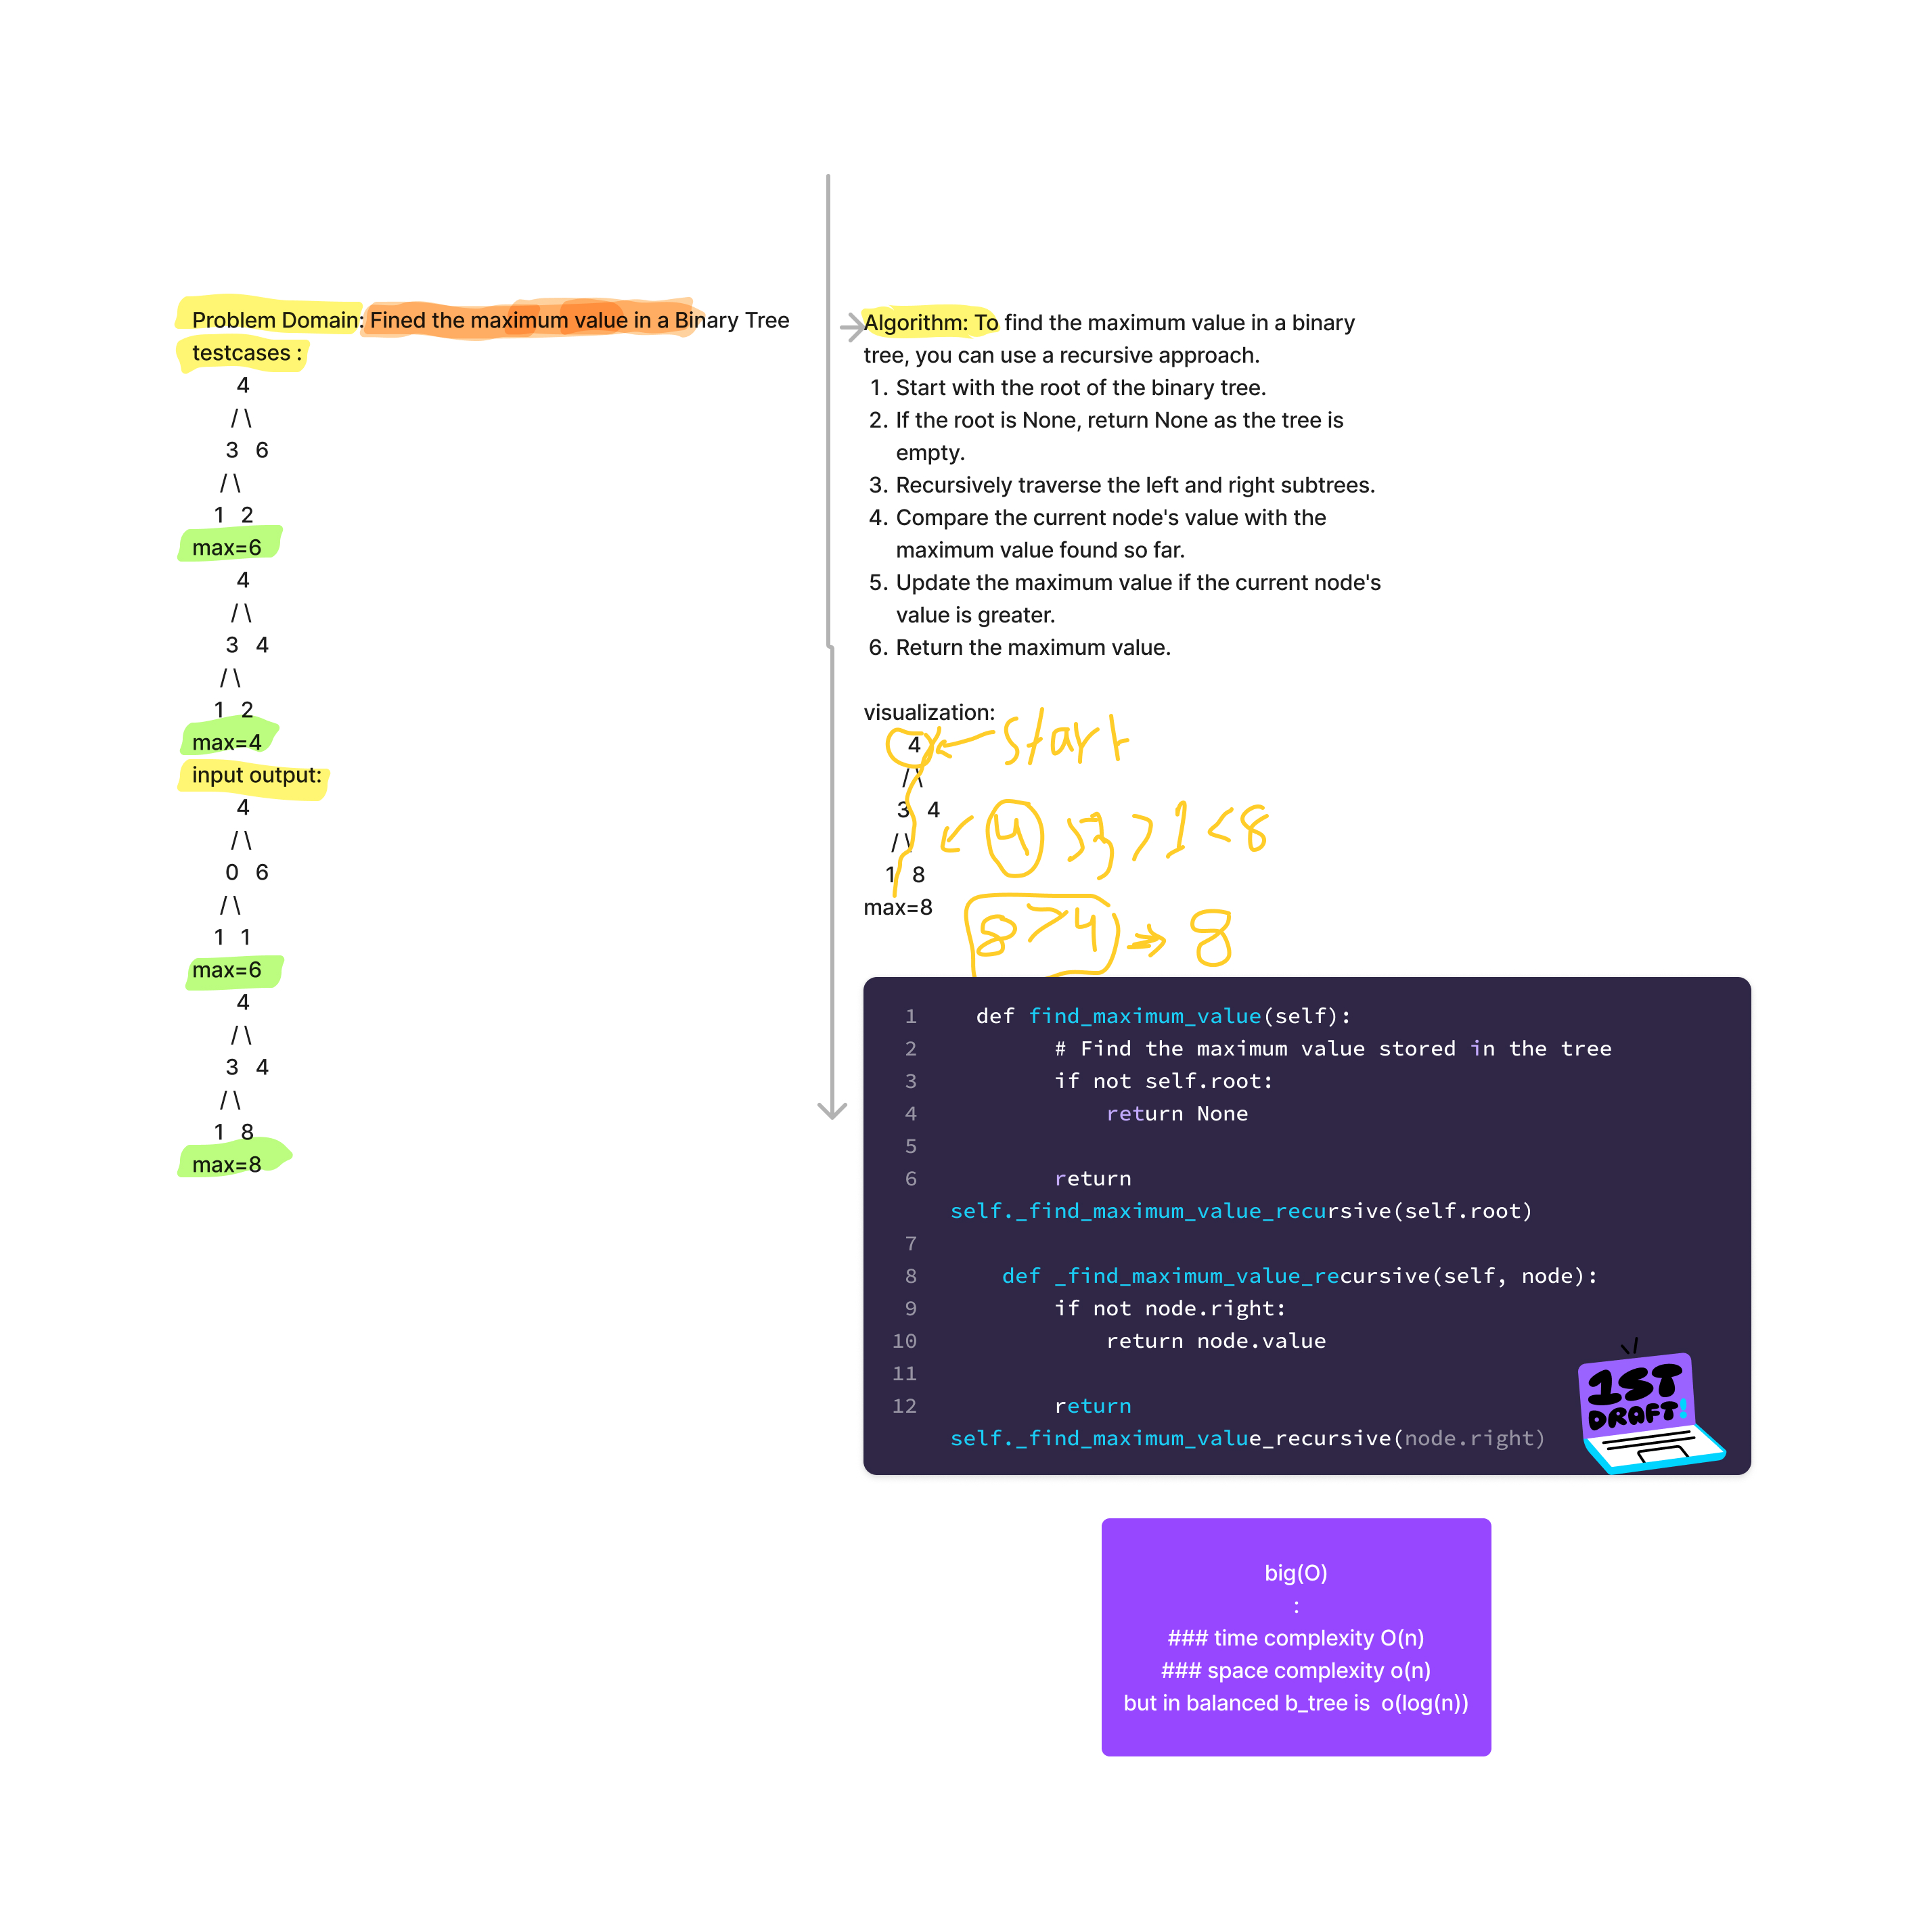 Problem Domain: Fined the maximum value in a Binary Tree
testcases :
4
/ \
3 6
/ \
1 2
max=6
4
/ \
3 4
/ \
1 2
max=4
input output:
4
/ \
0 6
/ \
1 1
max=6
4
/ \
3 4
/ \
1 8
max=8
Algorithm: To find the maximum value in a binary
tree, you can use a recursive approach.
1. Start with the root of the binary tree.
2. If the root is None, return None as the tree is
empty.
3. Recursively traverse the left and right subtrees.
4. Compare the current node's value with the
maximum value found so far.
5. Update the maximum value if the current node's
value is greater.
6. Return the maximum value.
visualization:
4 start
/ \
3 4
4 >3 >1 <8
/ \
1 8
max=8
8>4 → 8
1 def find_maximum_value(self):
2 # Find the maximum value stored in the tree
3 if not self.root:
4 return None
5
6 return
self._find_maximum_value_recursive(self.root)
7
8 def _find_maximum_value_recursive(self, node):
9 if not node.right:
10 return node.value
11
12 return
self._find_maximum_value_recursive(node.right)
1ST
DRAFT!
big(O)
:
### time complexity O(n)
### space complexity o(n)
but in balanced b_tree is o(log(n))